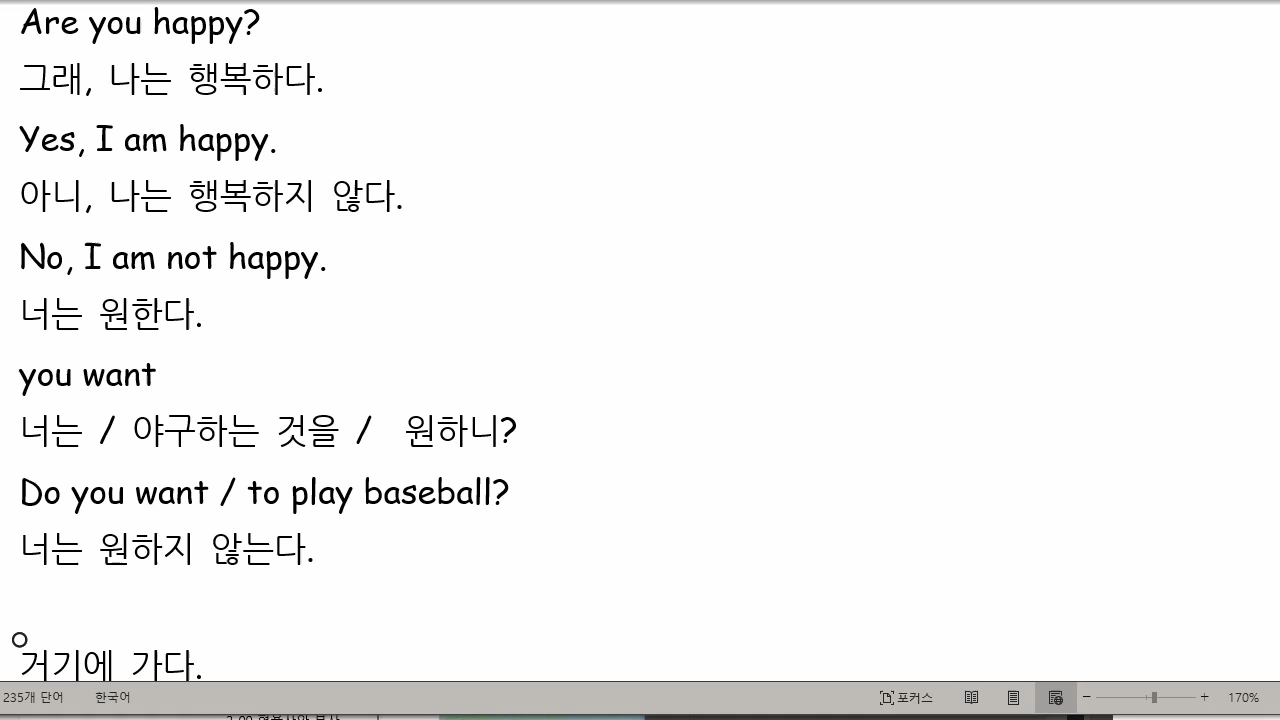 Are you happy?
그래, 나는 행복하다.
Yes, I am happy.
아니, 나는 행복하지 않다.
No, I am not happy.
너는 원한다.
you want
너는 / 야구하는 것을 /  원하니?
Do you want / to play baseball?
너는 원하지 않는다.
거기에 가다.
235개 단어 한국어 포커스 170%